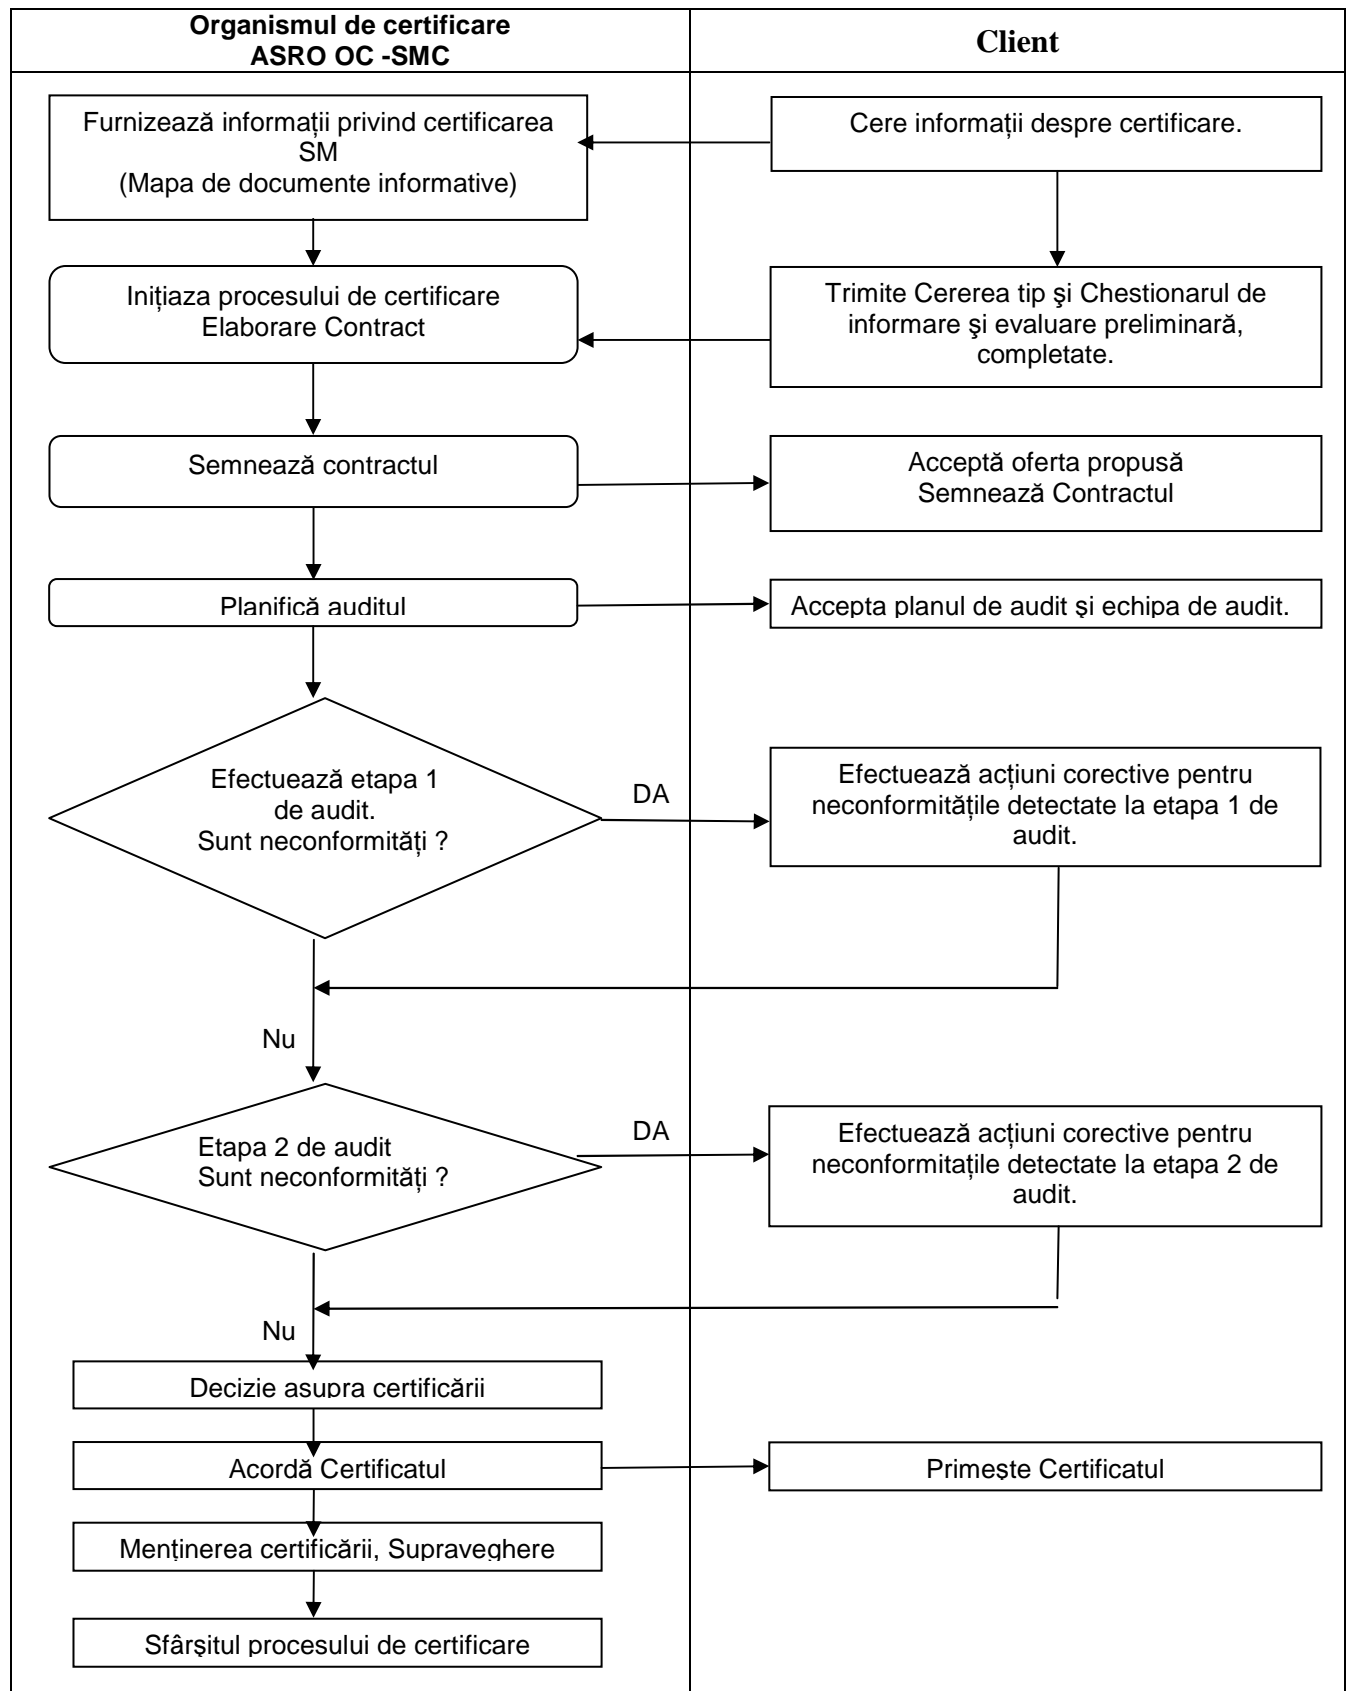 Organismul de certificare
ASRO OC -SMC
Client
Furnizează informații privind certificarea
SM
(Mapa de documente informative)
Cere informații despre certificare.
Inițiaza procesului de certificare
Elaborare Contract
Trimite Cererea tip şi Chestionarul de
informare şi evaluare preliminară,
completate.
Semnează contractul
Acceptă oferta propusă
Semnează Contractul
Planifică auditul
Accepta planul de audit şi echipa de audit.
Efectuează etapa 1
de audit.
Sunt neconformități ?
DA
Efectuează acțiuni corective pentru
neconformitățile detectate la etapa 1 de
audit.
Nu
Etapa 2 de audit
Sunt neconformități ?
DA
Efectuează acțiuni corective pentru
neconformitațile detectate la etapa 2 de
audit.
Nu
Decizie asupra certificării
Acordă Certificatul
Primește Certificatul
Menținerea certificării, Supraveghere
Sfârşitul procesului de certificare